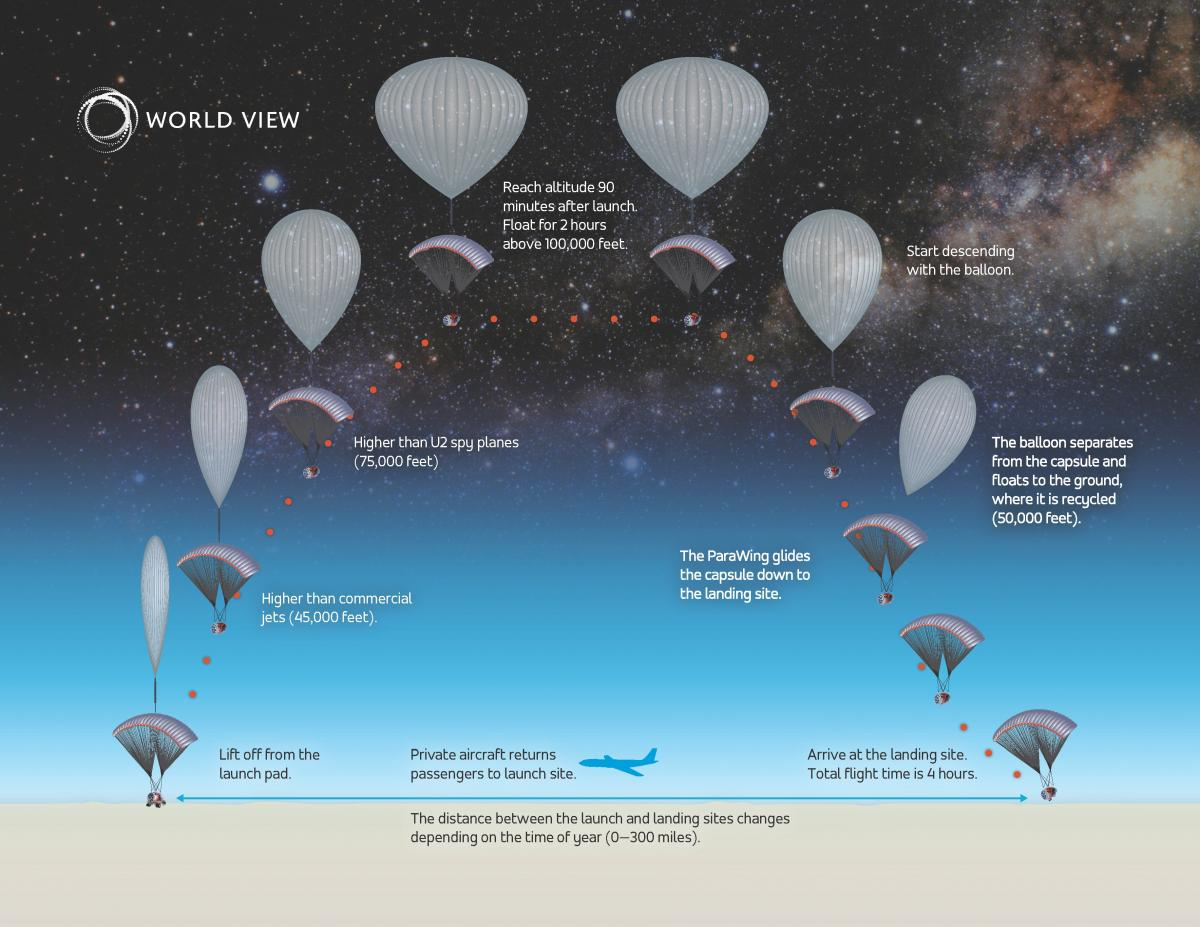 WORLD VIEW
Reach altitude 90
minutes after launch.
Float for 2 hours
above 100,000 feet.
Start descending
with the balloon.
Higher than U2 spy planes
(75,000 feet)
The balloon separates
from the capsule and
floats to the ground,
where it is recycled
(50,000 feet).
The ParaWing glides
the capsule down to
the landing site.
Higher than commercial
jets (45,000 feet).
Lift off from the
launch pad.
Private aircraft returns
passengers to launch site.
Arrive at the landing site.
Total flight time is 4 hours.
The distance between the launch and landing sites changes
depending on the time of year (0—300 miles).